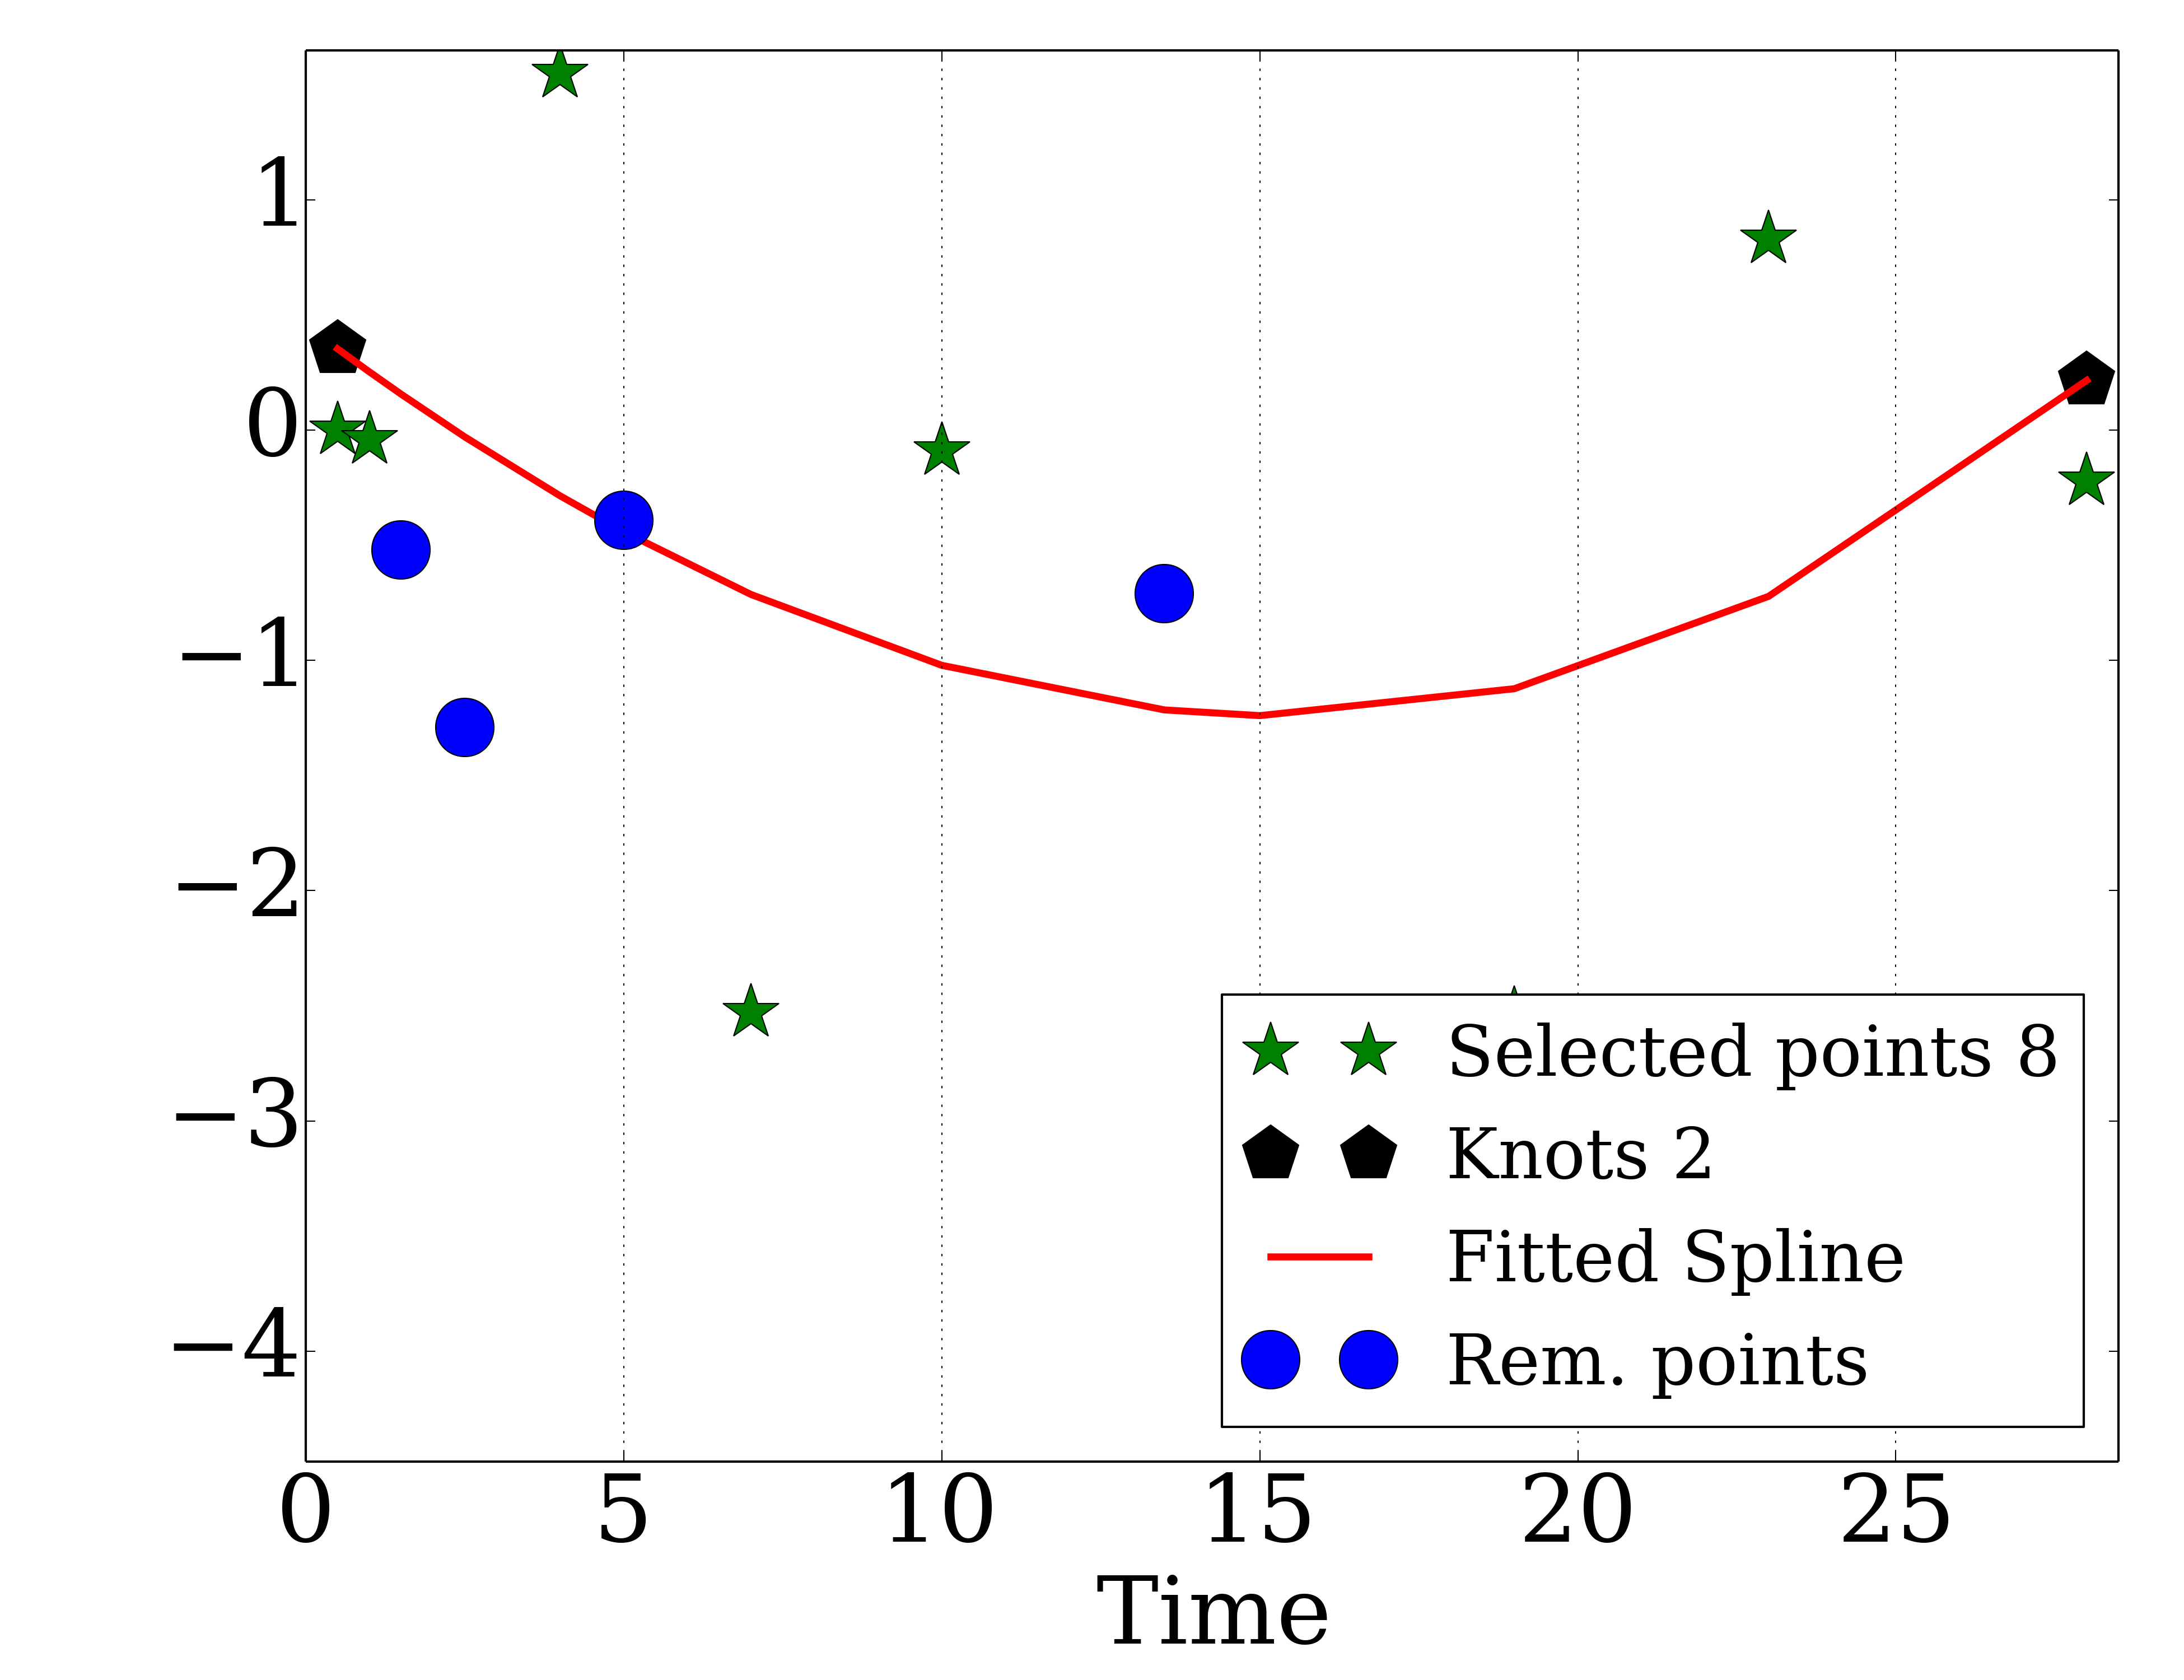 1
0
−1
−2
−3
−4
Selected points 8
Knots 2
Fitted Spline
Rem. points
0 5 10 15 20 25
Time